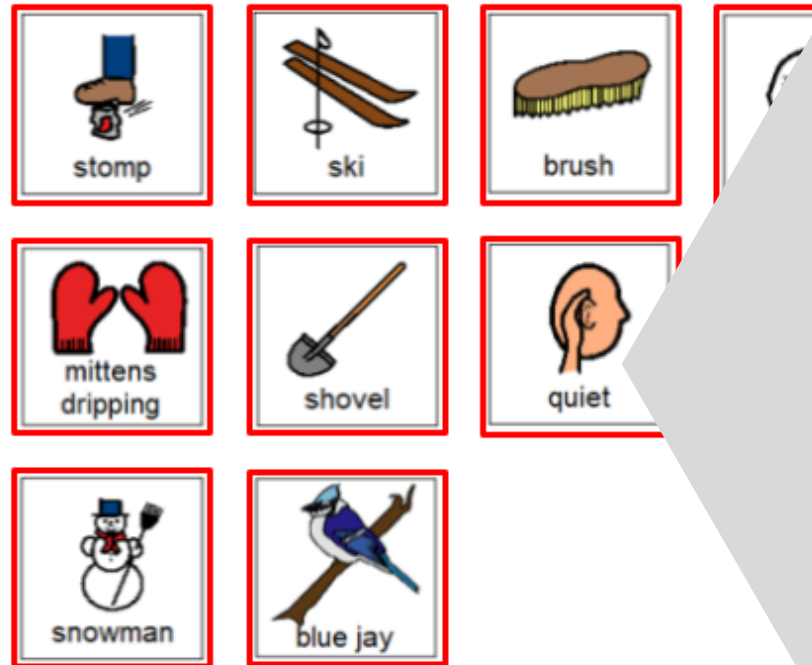 stomp
ski
brush
mittens
dripping
shovel
quiet
snowman
blue jay